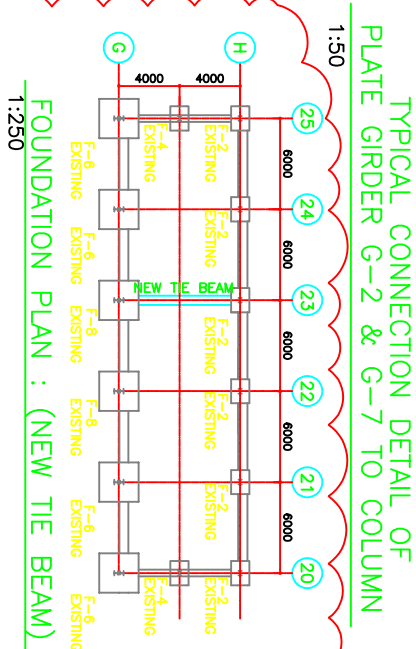 TYPICAL CONNECTION DETAIL OF
PLATE GIRDER G-2 & G-7 TO COLUMN
1:50
25 24 23 22 21 20
6000 6000 6000 6000 6000
H
F-2 F-2 F-2 F-2 F-2 F-2
EXISTING EXISTING EXISTING EXISTING EXISTING EXISTING
4000
NEW TIE BEAM
F-4 F-4
EXISTING EXISTING
4000
G
F-6 F-6 F-8 F-8 F-6 F-6
EXISTING EXISTING EXISTING EXISTING EXISTING EXISTING
FOUNDATION PLAN : (NEW TIE BEAM)
1:250